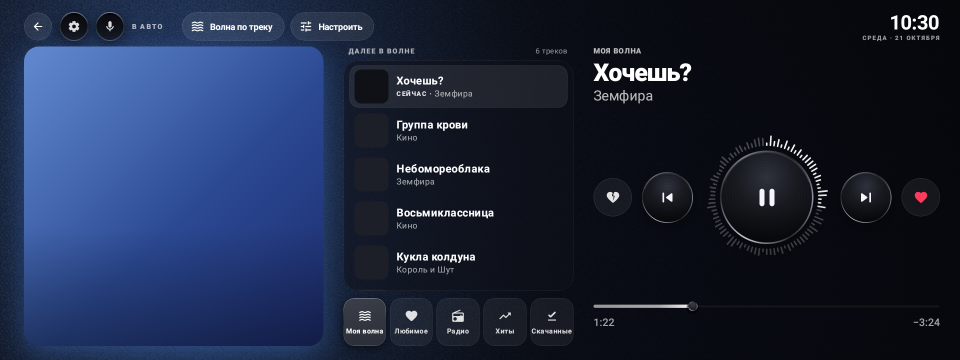 В АВТО
Волна по треку
Настроить
10:30
СРЕДА · 21 ОКТЯБРЯ
ДАЛЕЕ В ВОЛНЕ
6 треков
Хочешь?
СЕЙЧАС · Земфира
Группа крови
Кино
Небомореоблака
Земфира
Восьмиклассница
Кино
Кукла колдуна
Король и Шут
Моя волна
Любимое
Радио
Хиты
Скачанные
МОЯ ВОЛНА
Хочешь?
Земфира
1:22
−3:24